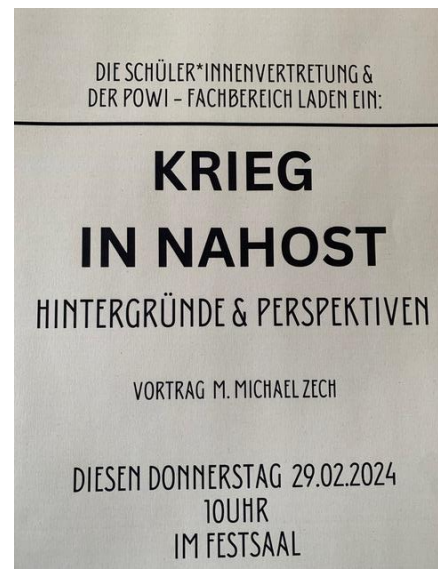 DIE SCHÜLER*INNENVERTRETUNG &
DER POWI – FACHBEREICH LADEN EIN:
KRIEG
IN NAHOST
HINTERGRÜNDE & PERSPEKTIVEN
VORTRAG M. MICHAEL ZECH
DIESEN DONNERSTAG 29.02.2024
10UHR
IM FESTSAAL